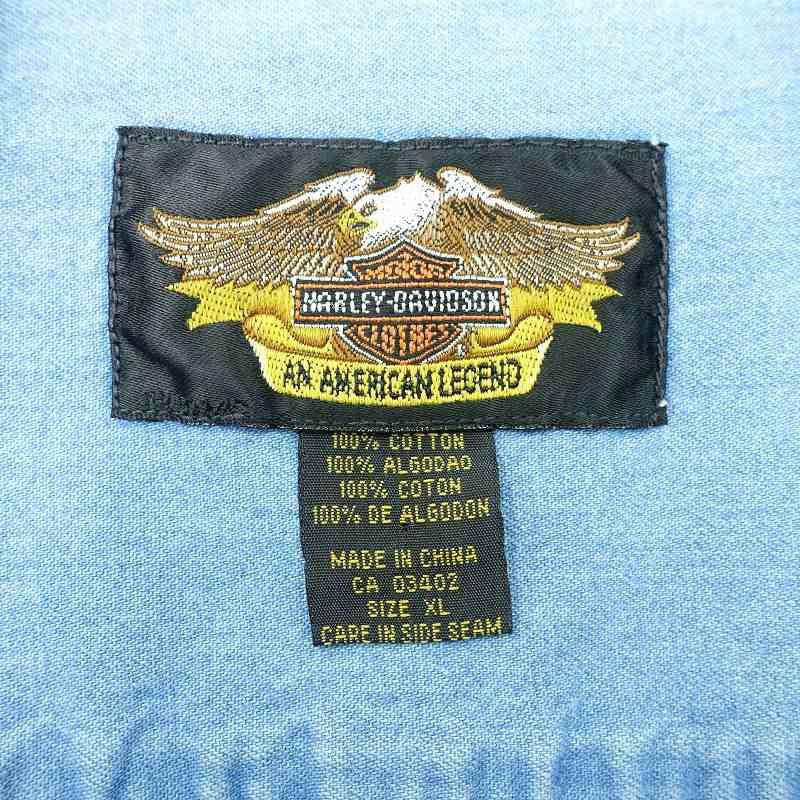 MOTOR
HARLEY-DAVIDSON
CLOTHES
®
AN AMERICAN LEGEND
100% COTTON
100% ALGODAO
100% COTON
100% DE ALGODON
MADE IN CHINA
CA 03402
SIZE XL
CARE IN SIDE SEAM